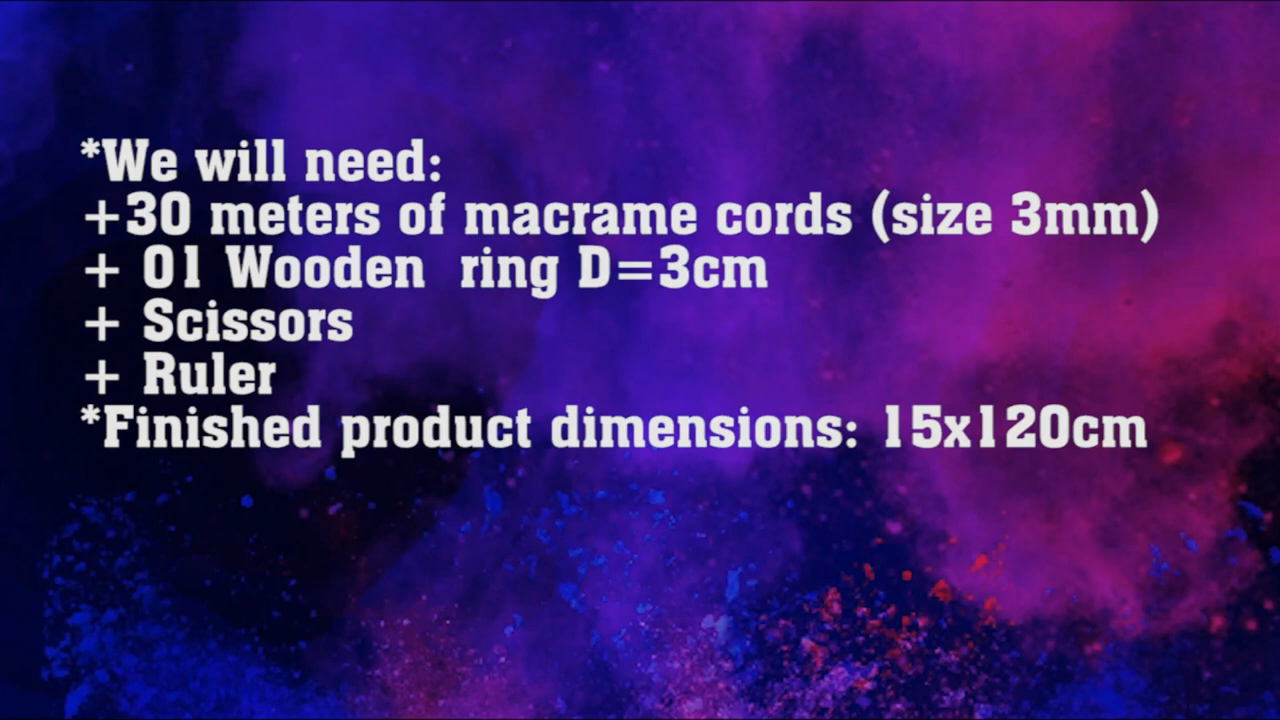 *We will need:
+30 meters of macrame cords (size 3mm)
+ 01 Wooden  ring D=3cm
+ Scissors
+ Ruler
*Finished product dimensions: 15x120cm